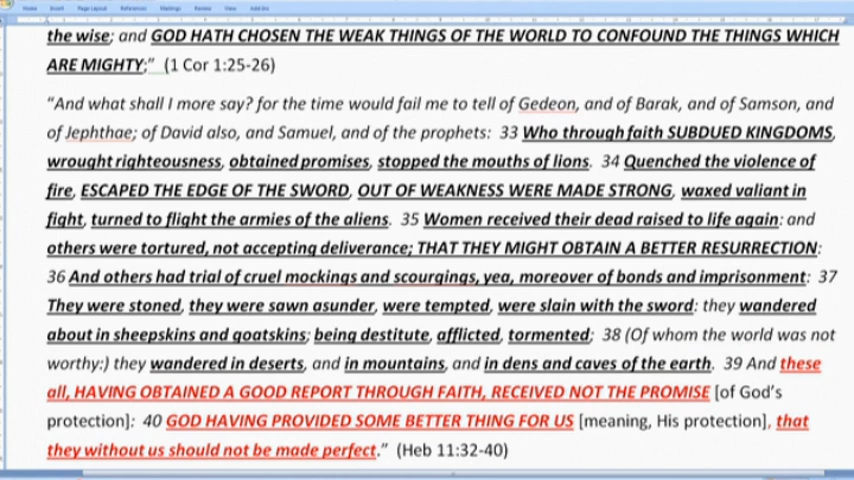 Home Insert Page Layout References Mailings Review View Add-Ins
the wise; and GOD HATH CHOSEN THE WEAK THINGS OF THE WORLD TO CONFOUND THE THINGS WHICH
ARE MIGHTY;” (1 Cor 1:25-26)
“And what shall I more say? for the time would fail me to tell of Gedeon, and of Barak, and of Samson, and
of Jephthae; of David also, and Samuel, and of the prophets: 33 Who through faith SUBDUED KINGDOMS,
wrought righteousness, obtained promises, stopped the mouths of lions. 34 Quenched the violence of
fire, ESCAPED THE EDGE OF THE SWORD, OUT OF WEAKNESS WERE MADE STRONG, waxed valiant in
fight, turned to flight the armies of the aliens. 35 Women received their dead raised to life again: and
others were tortured, not accepting deliverance; THAT THEY MIGHT OBTAIN A BETTER RESURRECTION:
36 And others had trial of cruel mockings and scourgings, yea, moreover of bonds and imprisonment: 37
They were stoned, they were sawn asunder, were tempted, were slain with the sword: they wandered
about in sheepskins and goatskins; being destitute, afflicted, tormented; 38 (Of whom the world was not
worthy:) they wandered in deserts, and in mountains, and in dens and caves of the earth. 39 And these
all, HAVING OBTAINED A GOOD REPORT THROUGH FAITH, RECEIVED NOT THE PROMISE [of God’s
protection]: 40 GOD HAVING PROVIDED SOME BETTER THING FOR US [meaning, His protection], that
they without us should not be made perfect.” (Heb 11:32-40)